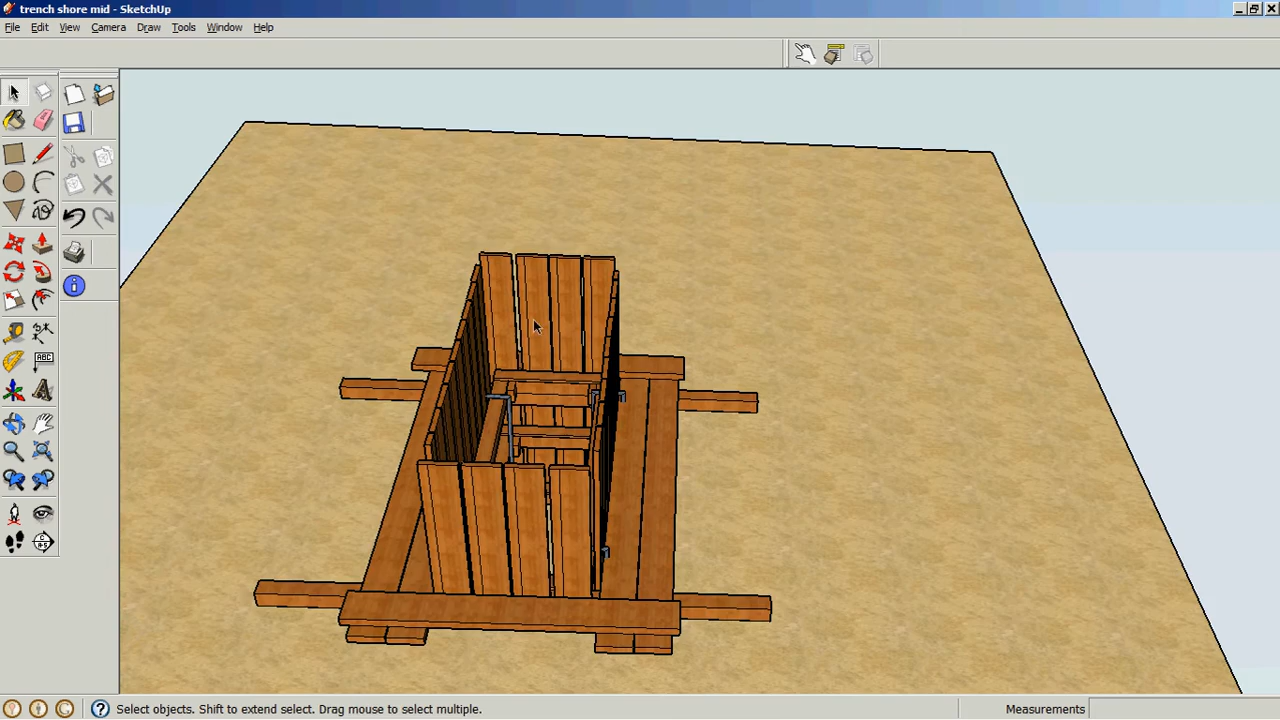 trench shore mid - SketchUp
File Edit View Camera Draw Tools Window Help
ABC
A
Select objects. Shift to extend select. Drag mouse to select multiple.
Measurements